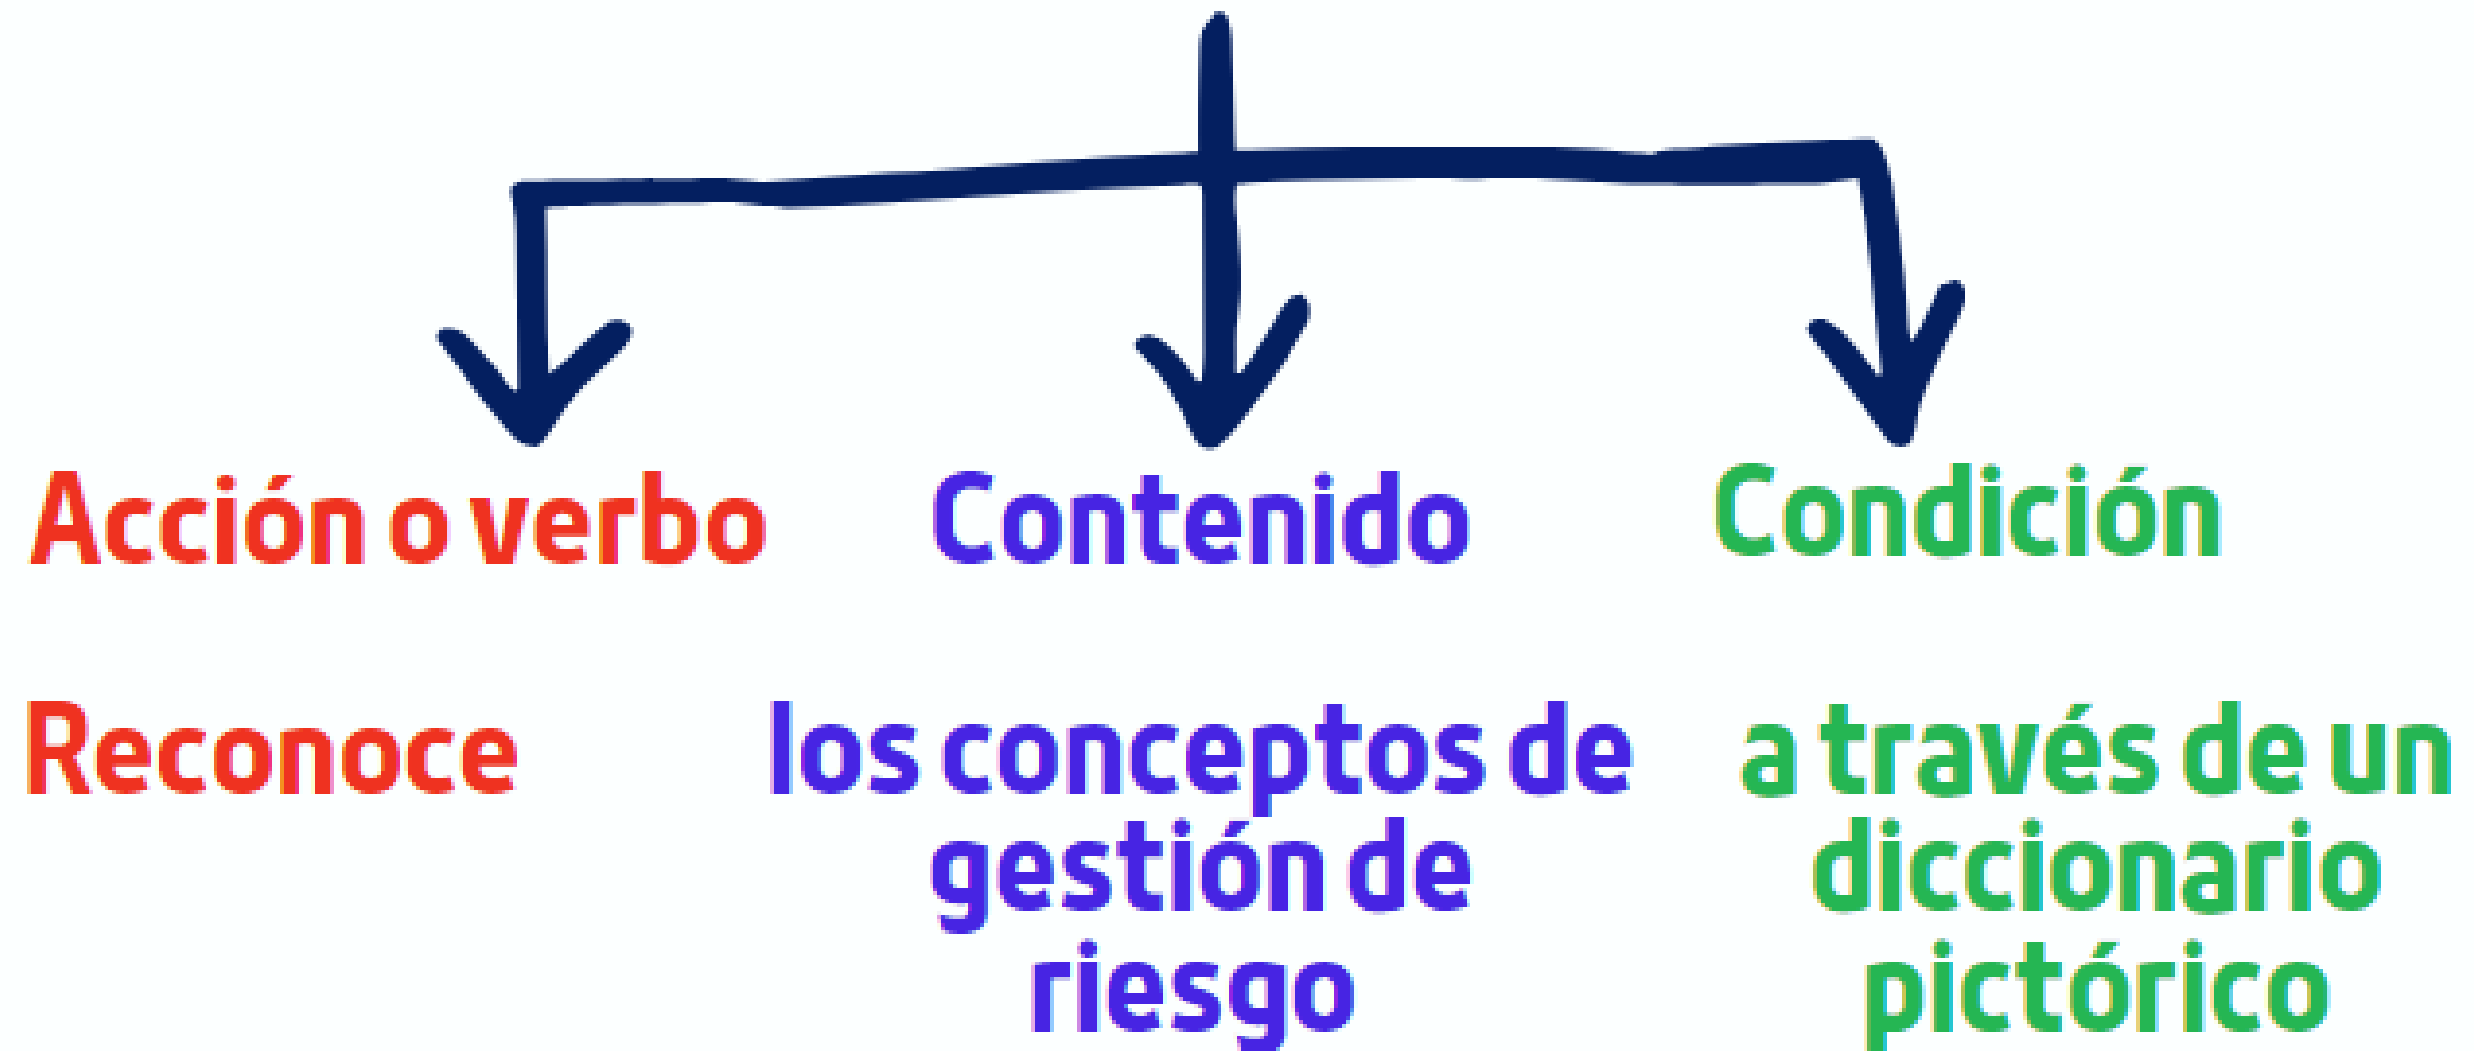 Acción o verbo
Contenido
Condición
Reconoce
los conceptos de
gestión de
riesgo
a través de un
diccionario
pictórico